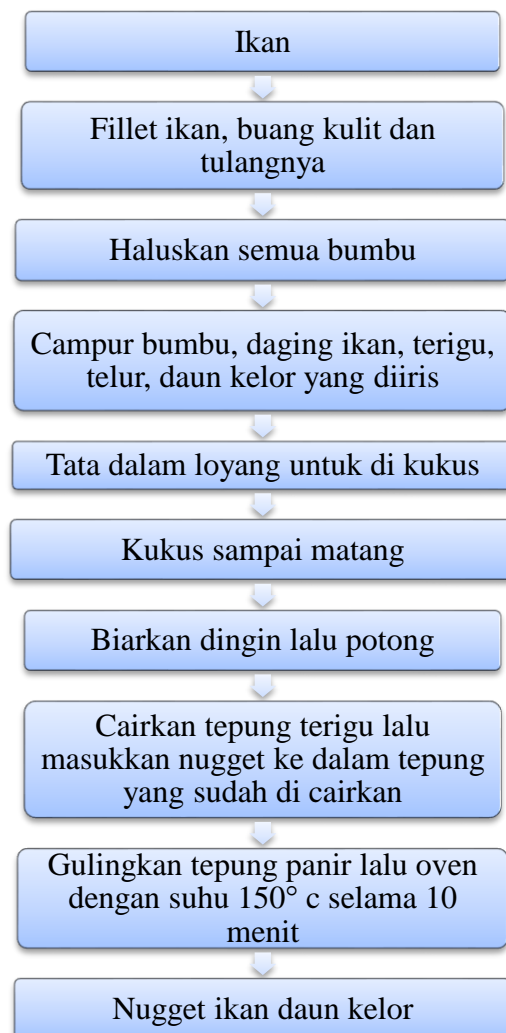 Ikan
Fillet ikan, buang kulit dan
tulangnya
Haluskan semua bumbu
Campur bumbu, daging ikan, terigu,
telur, daun kelor yang diiris
Tata dalam loyang untuk di kukus
Kukus sampai matang
Biarkan dingin lalu potong
Cairkan tepung terigu lalu
masukkan nugget ke dalam tepung
yang sudah di cairkan
Gulingkan tepung panir lalu oven
dengan suhu 150° c selama 10
menit
Nugget ikan daun kelor